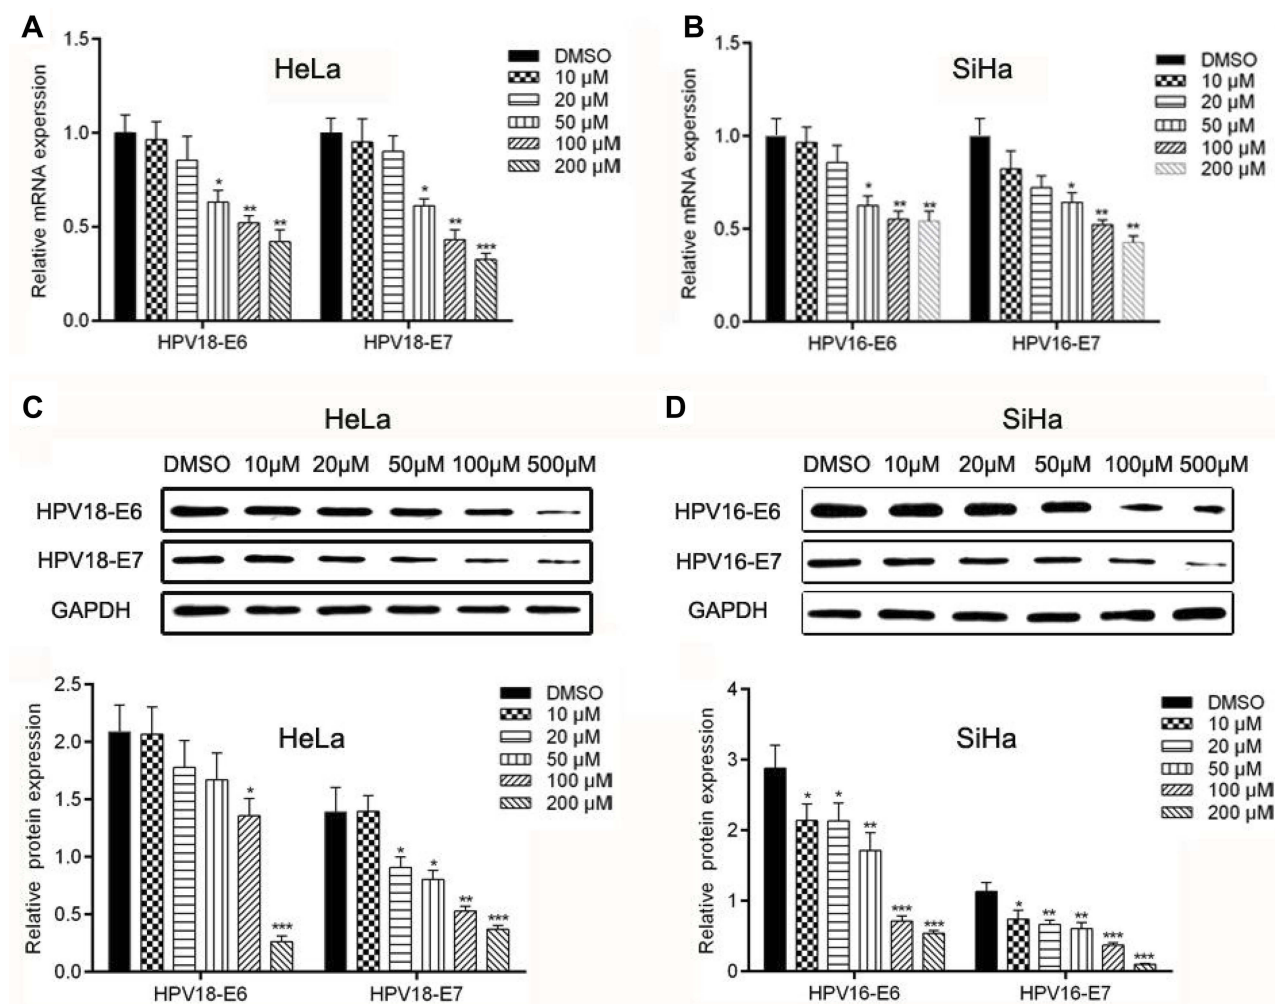 A
1.5
1.0
0.5
0.0
Relative mRNA experssion
HeLa
DMSO
10 µM
20 µM
50 µM
100 µM
200 µM
*
**
**
*
**
***
HPV18-E6
HPV18-E7
B
1.5
1.0
0.5
0.0
Relative mRNA experssion
SiHa
DMSO
10 µM
20 µM
50 µM
100 µM
200 µM
*
**
**
*
**
**
HPV16-E6
HPV16-E7
C
HeLa
DMSO 10µM 20µM 50µM 100µM 500µM
HPV18-E6
HPV18-E7
GAPDH
2.5
2.0
1.5
1.0
0.5
0.0
Relative protein expression
HeLa
DMSO
10 µM
20 µM
50 µM
100 µM
200 µM
*
***
*
*
**
***
HPV18-E6
HPV18-E7
D
SiHa
DMSO 10µM 20µM 50µM 100µM 500µM
HPV16-E6
HPV16-E7
GAPDH
4
3
2
1
0
Relative protein expression
SiHa
DMSO
10 µM
20 µM
50 µM
100 µM
200 µM
*
*
**
***
***
*
**
**
***
***
HPV16-E6
HPV16-E7